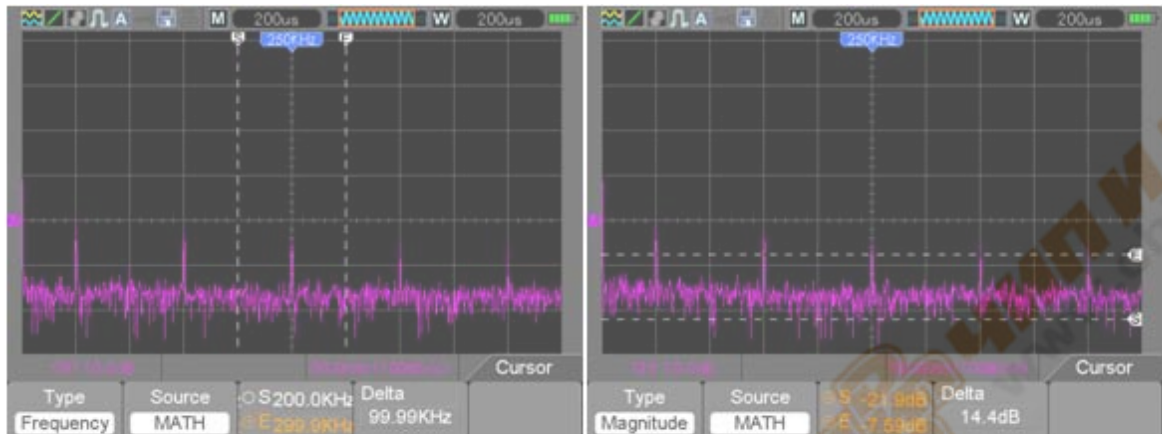 A M 200us W 200us
S 250KHz E
Cursor
Type Source S 200.0KHz Delta
Frequency MATH E 299.9KHz 99.99KHz
A M 200us W 200us
250KHz
E
S
Cursor
Type Source S -21.9dB Delta
Magnitude MATH E -7.59dB 14.4dB
ЧИП И